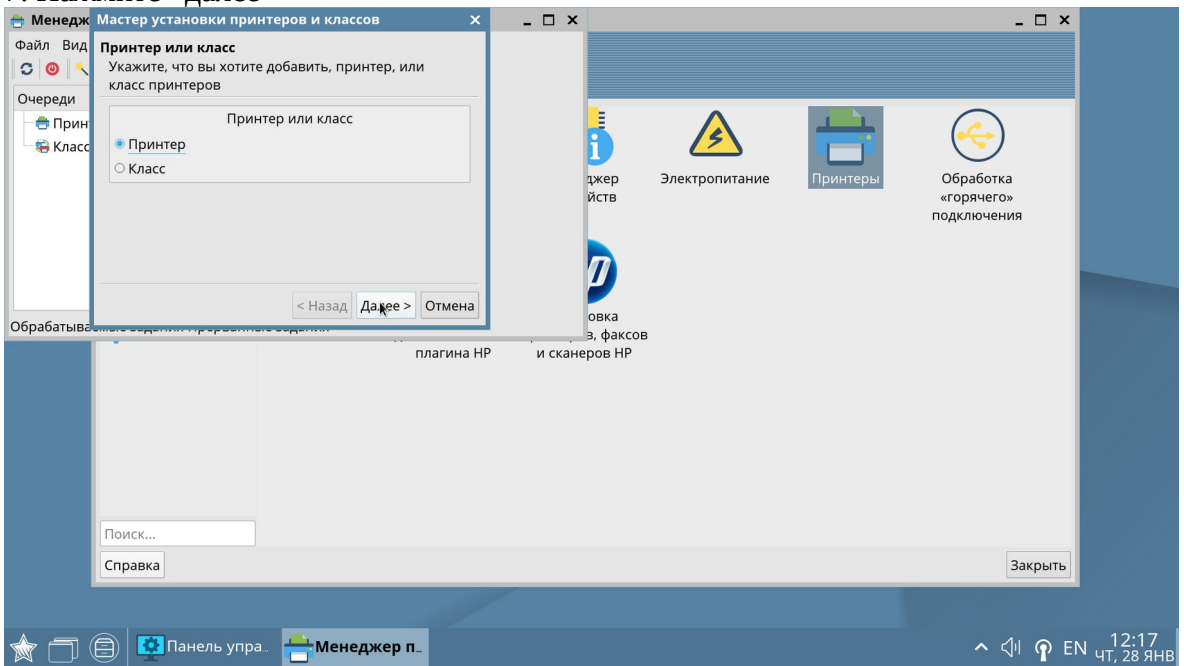 Менедж
Мастер установки принтеров и классов
Файл Вид
Принтер или класс
Укажите, что вы хотите добавить, принтер, или
класс принтеров
Очереди
Принтер или класс
Принтер
Класс
< Назад
Далее >
Отмена
Обрабатыва
плагина HP
овка
в, факсов
и сканеров HP
джер
йств
Электропитание
Принтеры
Обработка
«горячего»
подключения
Поиск...
Справка
Закрыть
Панель упра...
Менеджер п...
EN
12:17
ЧТ, 28 ЯНВ